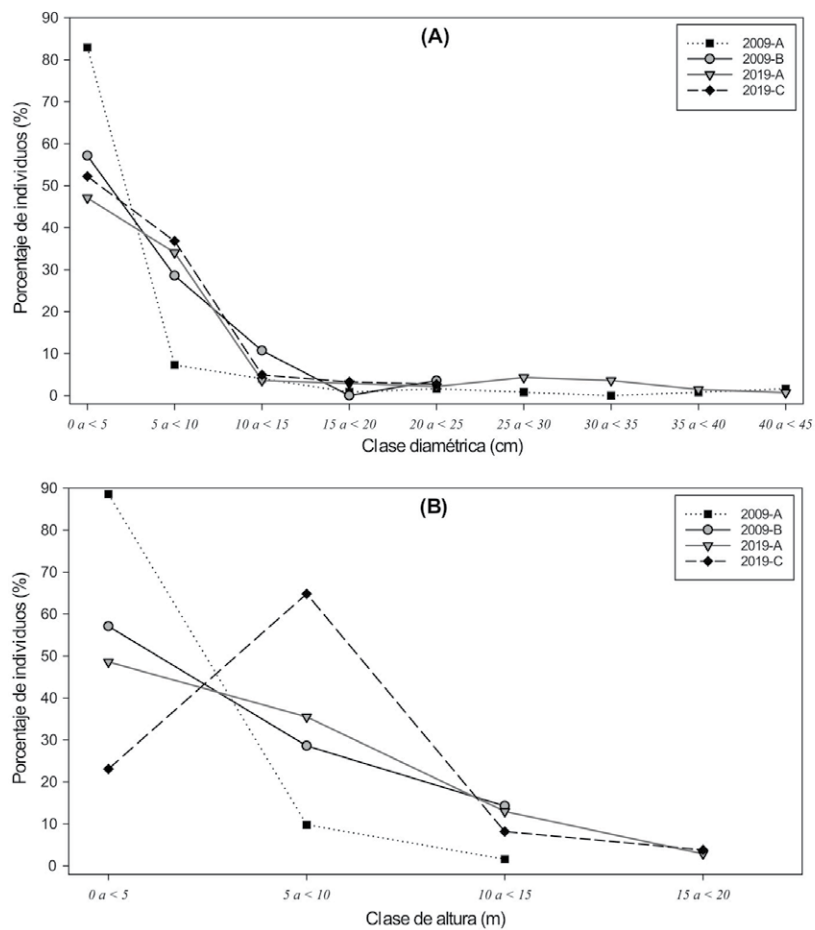 (A)
2009-A
2009-B
2019-A
2019-C
Porcentaje de individuos (%)
90
80
70
60
50
40
30
20
10
0
0 a < 5 5 a < 10 10 a < 15 15 a < 20 20 a < 25 25 a < 30 30 a < 35 35 a < 40 40 a < 45
Clase diamétrica (cm)
(B)
2009-A
2009-B
2019-A
2019-C
Porcentaje de individuos (%)
90
80
70
60
50
40
30
20
10
0
0 a < 5 5 a < 10 10 a < 15 15 a < 20
Clase de altura (m)